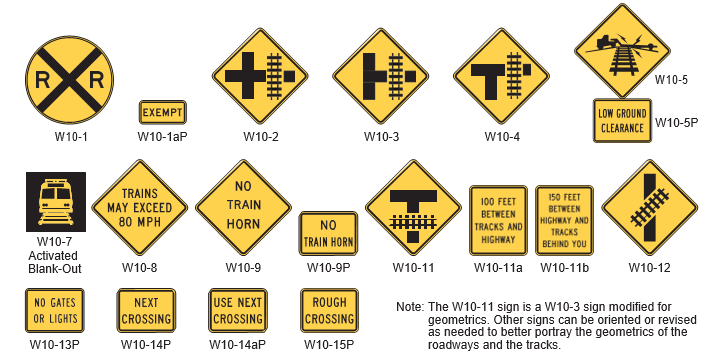 R R
W10-1
EXEMPT
W10-1aP
W10-2
W10-3
W10-4
W10-5
LOW GROUND
CLEARANCE
W10-5P
W10-7
Activated
Blank-Out
TRAINS
MAY EXCEED
80 MPH
W10-8
NO
TRAIN
HORN
W10-9
NO
TRAIN HORN
W10-9P
W10-11
100 FEET
BETWEEN
TRACKS AND
HIGHWAY
W10-11a
150 FEET
BETWEEN
HIGHWAY AND
TRACKS
BEHIND YOU
W10-11b
W10-12
NO GATES
OR LIGHTS
W10-13P
NEXT
CROSSING
W10-14P
USE NEXT
CROSSING
W10-14aP
ROUGH
CROSSING
W10-15P
Note: The W10-11 sign is a W10-3 sign modified for
geometrics. Other signs can be oriented or revised
as needed to better portray the geometrics of the
roadways and the tracks.